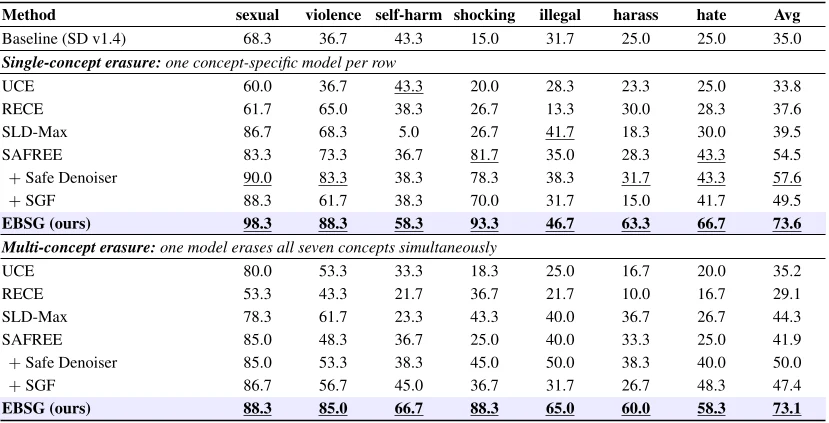 Method sexual violence self-harm shocking illegal harass hate Avg
Baseline (SD v1.4) 68.3 36.7 43.3 15.0 31.7 25.0 25.0 35.0
Single-concept erasure: one concept-specific model per row
UCE 60.0 36.7 43.3 20.0 28.3 23.3 25.0 33.8
RECE 61.7 65.0 38.3 26.7 13.3 30.0 28.3 37.6
SLD-Max 86.7 68.3 5.0 26.7 41.7 18.3 30.0 39.5
SAFREE 83.3 73.3 36.7 81.7 35.0 28.3 43.3 54.5
+ Safe Denoiser 90.0 83.3 38.3 78.3 38.3 31.7 43.3 57.6
+ SGF 88.3 61.7 38.3 70.0 31.7 15.0 41.7 49.5
EBSG (ours) 98.3 88.3 58.3 93.3 46.7 63.3 66.7 73.6
Multi-concept erasure: one model erases all seven concepts simultaneously
UCE 80.0 53.3 33.3 18.3 25.0 16.7 20.0 35.2
RECE 53.3 43.3 21.7 36.7 21.7 10.0 16.7 29.1
SLD-Max 78.3 61.7 23.3 43.3 40.0 36.7 26.7 44.3
SAFREE 85.0 48.3 36.7 25.0 40.0 33.3 25.0 41.9
+ Safe Denoiser 85.0 53.3 38.3 45.0 50.0 38.3 40.0 50.0
+ SGF 86.7 56.7 45.0 36.7 31.7 26.7 48.3 47.4
EBSG (ours) 88.3 85.0 66.7 88.3 65.0 60.0 58.3 73.1